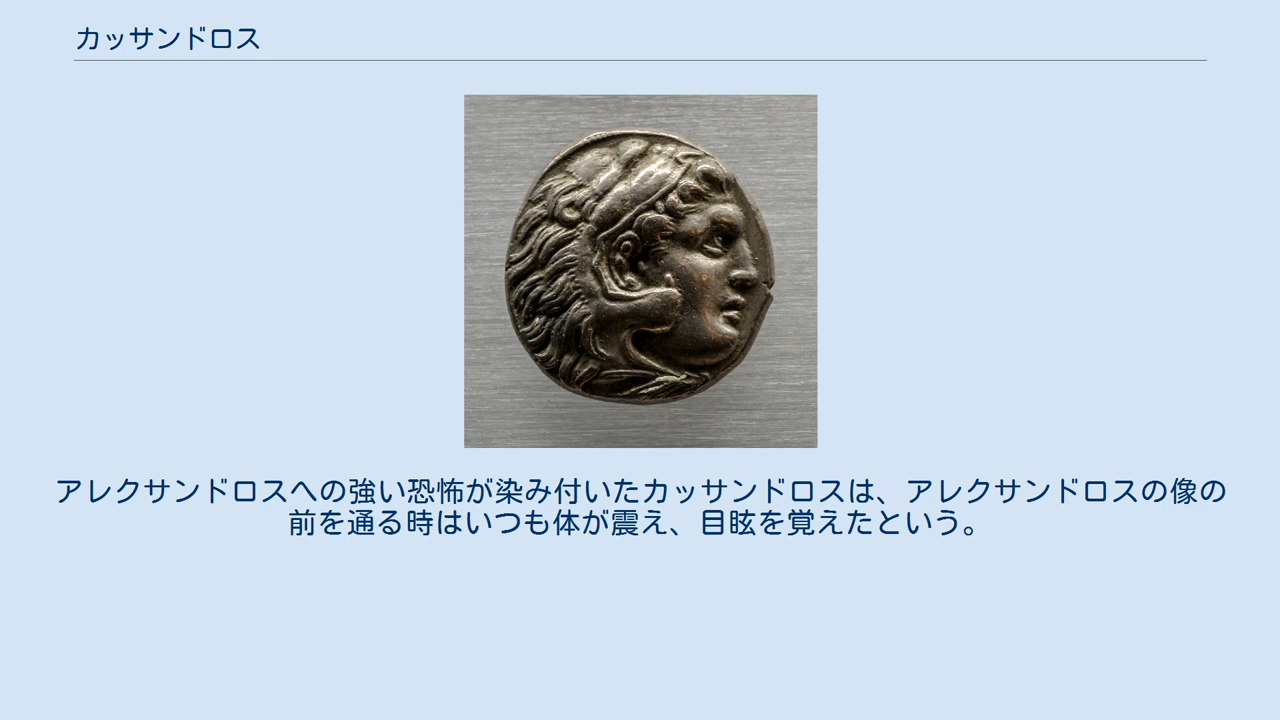 カッサンドロス
アレクサンドロスへの強い恐怖が染み付いたカッサンドロスは、アレクサンドロスの像の
前を通る時はいつも体が震え、目眩を覚えたという。